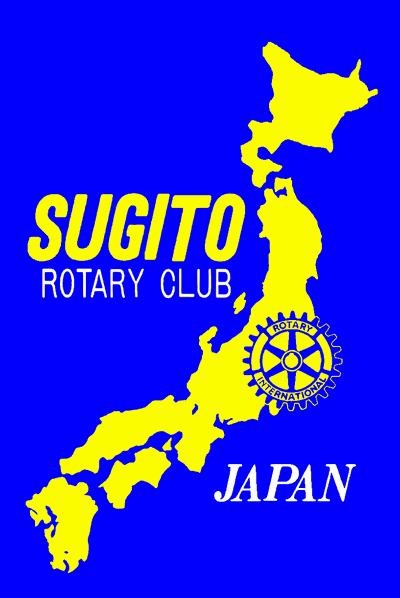 SUGITO
ROTARY CLUB
ROTARY
INTERNATIONAL
JAPAN